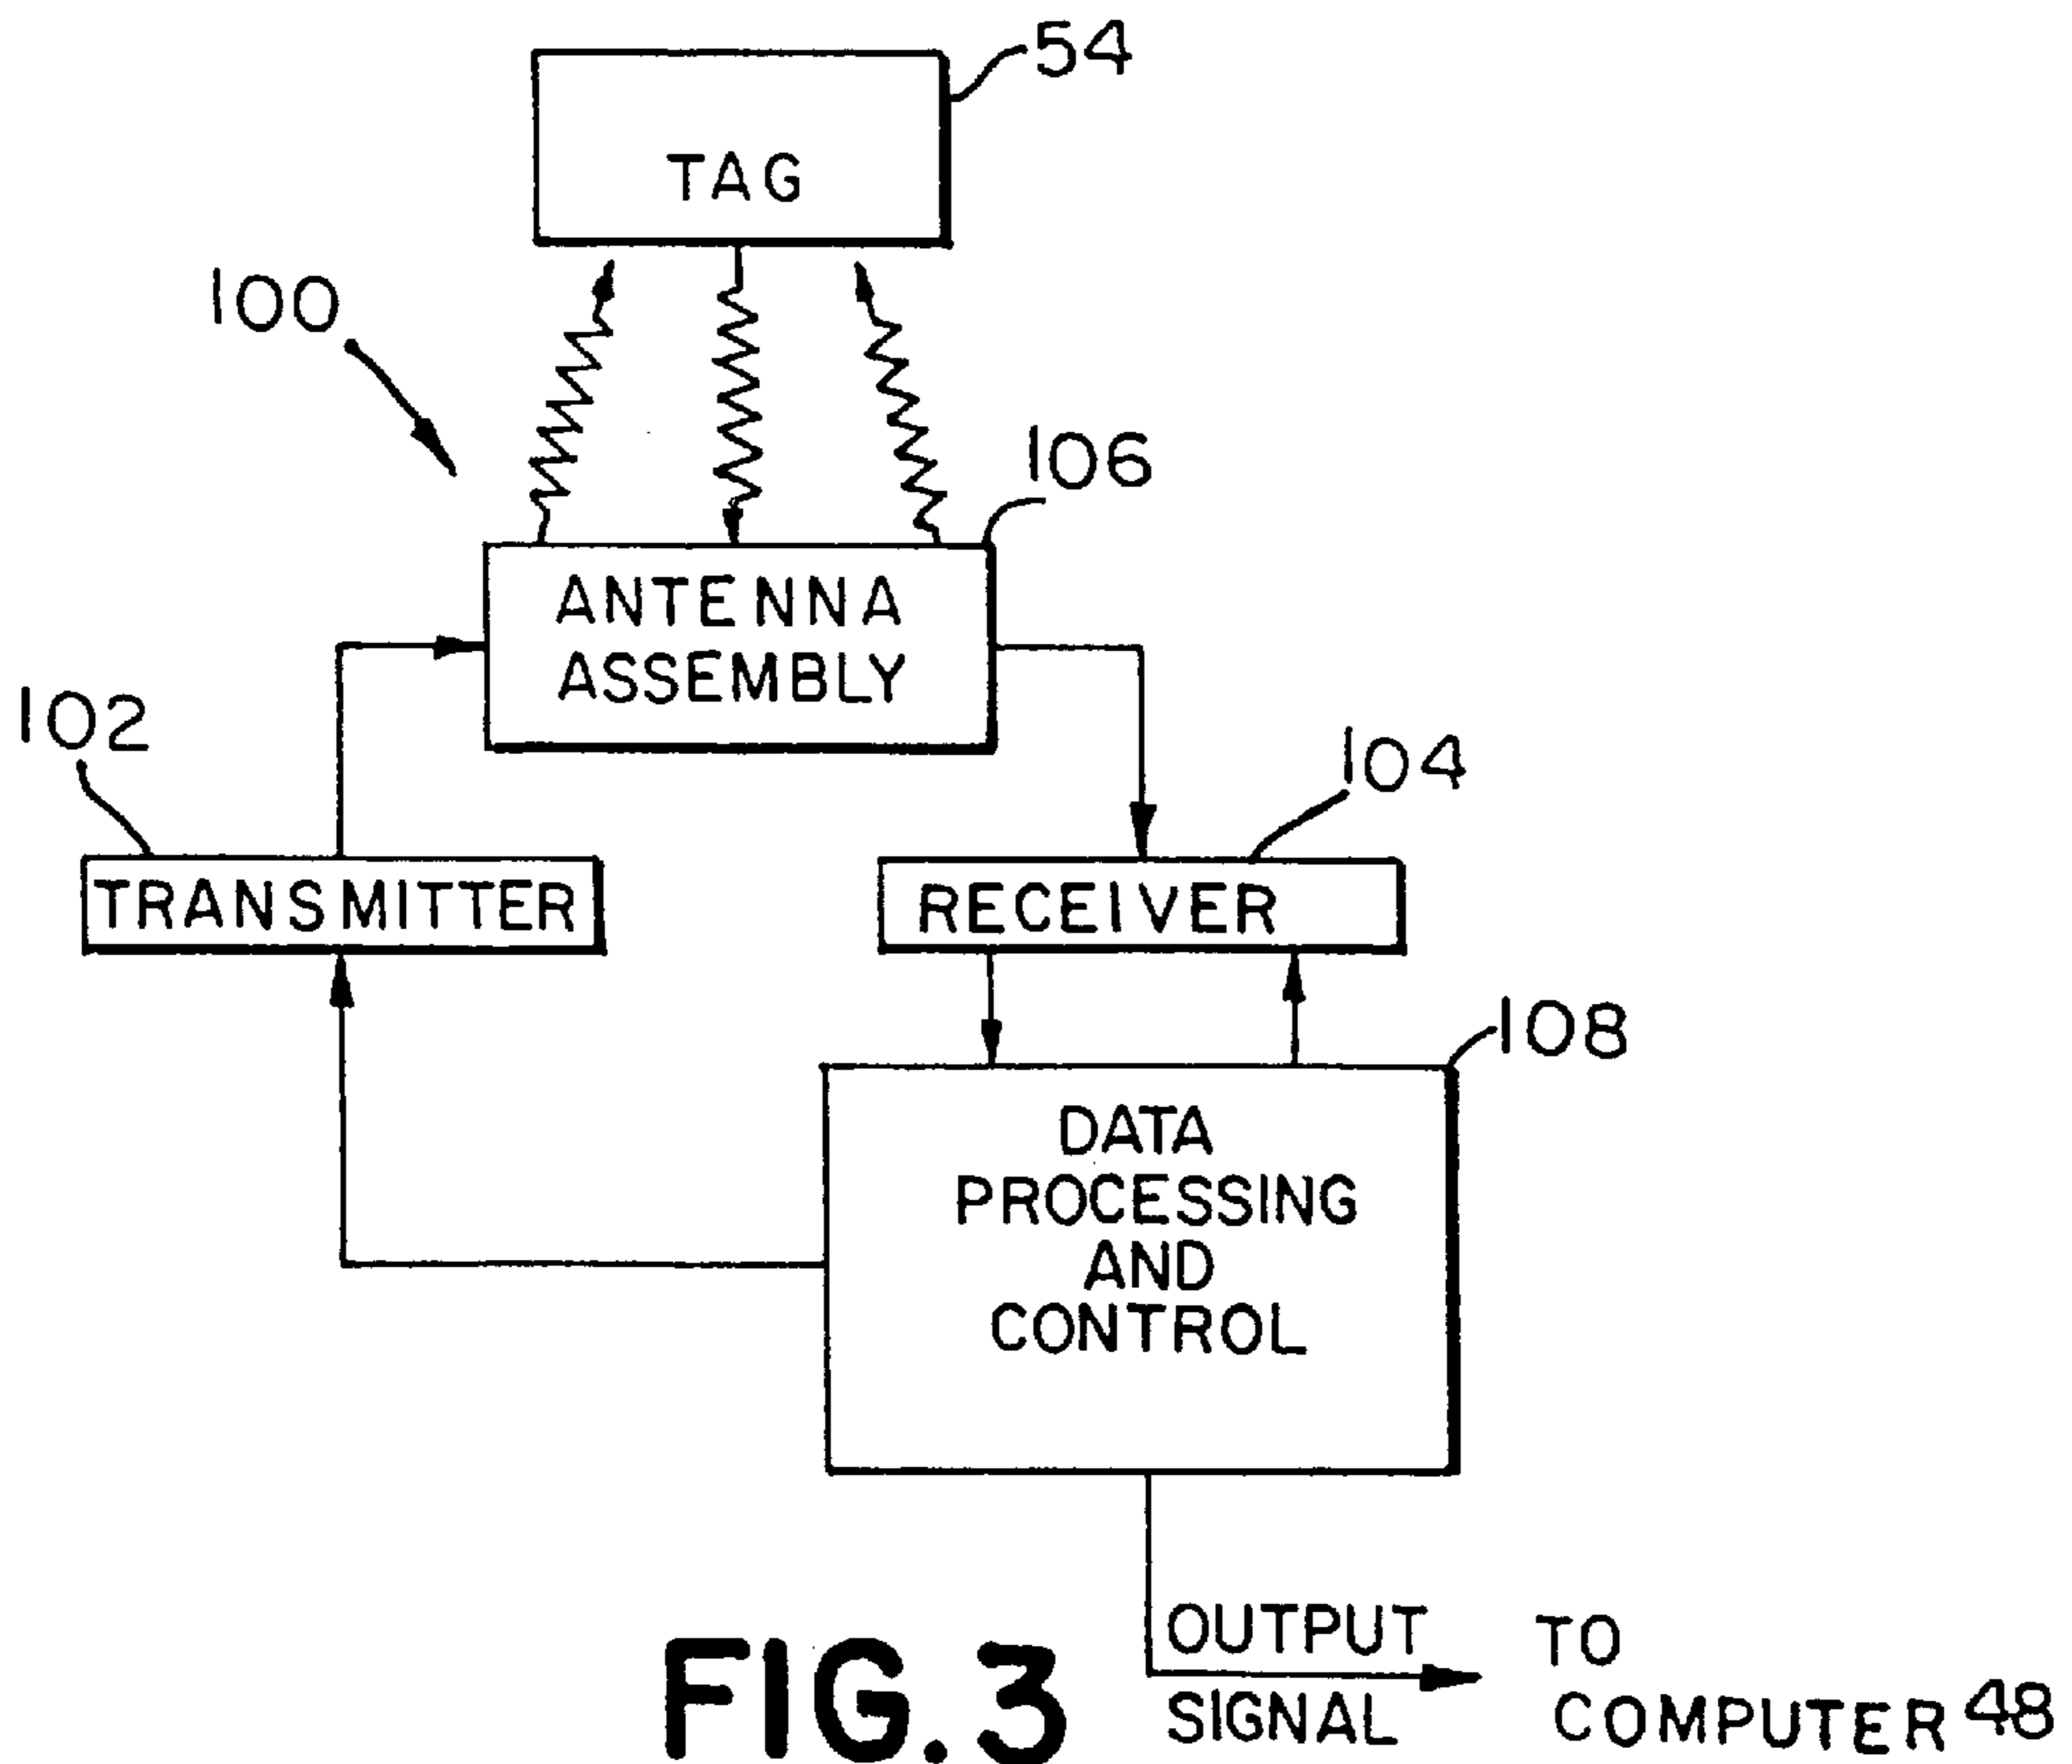 54
TAG
100
106
ANTENNA
ASSEMBLY
102
104
TRANSMITTER
RECEIVER
108
DATA
PROCESSING
AND
CONTROL
OUTPUT
SIGNAL
TO
COMPUTER 48
FIG. 3